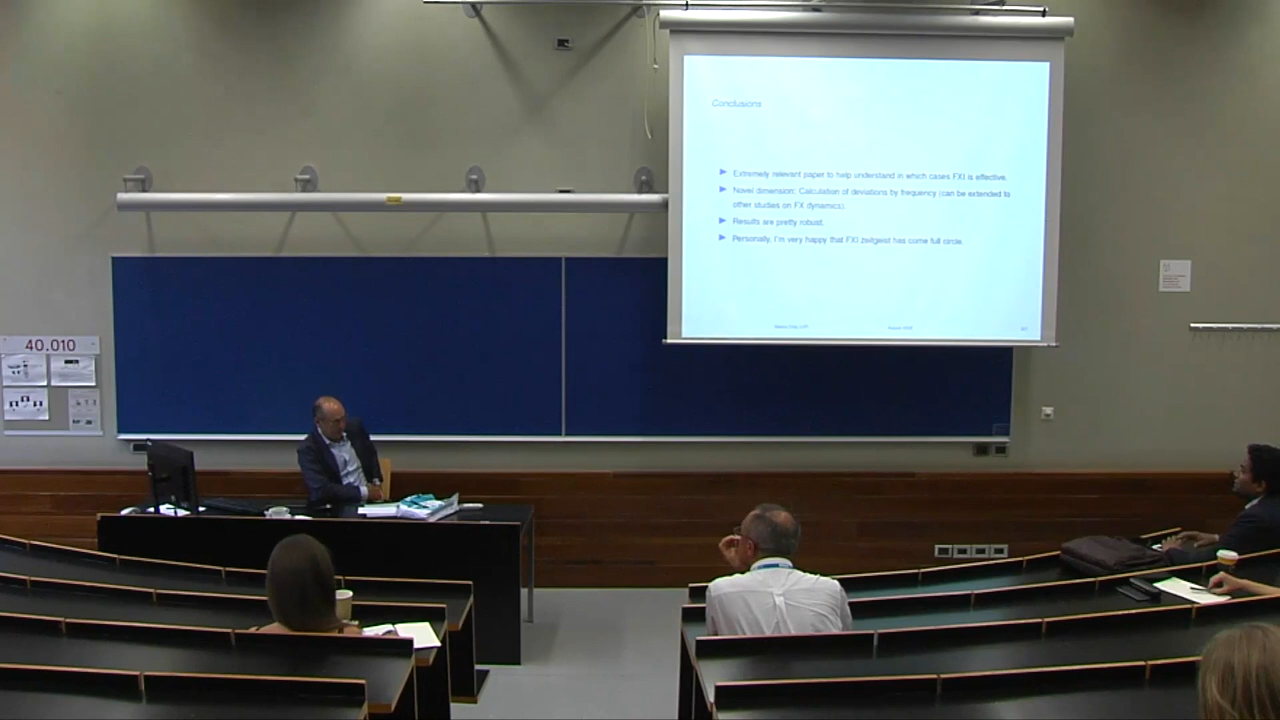 Conclusions
Extremely relevant paper to help understand in which cases FXI is effective.
Novel dimension: Calculation of deviations by frequency (can be extended to
other studies on FX dynamics).
Results are pretty robust.
Personally, I'm very happy that FXI zeitgeist has come full circle.
40.010